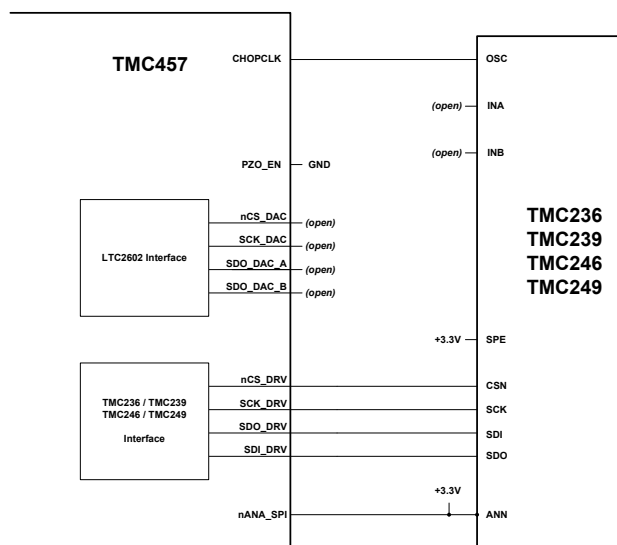 TMC457
CHOPCLK
OSC
(open)
INA
(open)
INB
PZO_EN
GND
nCS_DAC
(open)
SCK_DAC
(open)
LTC2602 Interface
SDO_DAC_A
(open)
SDO_DAC_B
(open)
TMC236
TMC239
TMC246
TMC249
+3.3V
SPE
nCS_DRV
CSN
TMC236 / TMC239
TMC246 / TMC249
Interface
SCK_DRV
SCK
SDO_DRV
SDI
SDI_DRV
SDO
+3.3V
nANA_SPI
ANN